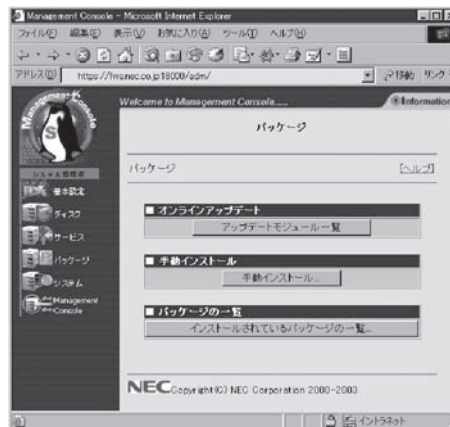 Management Console - Microsoft Internet Explorer
ファイル(F) 編集(E) 表示(V) お気に入り(A) ツール(T) ヘルプ(H)
アドレス(D) https://hws.nec.co.jp:18000/adm/ 移動 リンク
Management Console
Welcome to Management Console.....
Information
パッケージ
システム管理者
基本設定
ディスク
サービス
パッケージ
システム
Management Console
パッケージ [ヘルプ]
■ オンラインアップデート
アップデートモジュール一覧
■ 手動インストール
手動インストール...
■ パッケージの一覧
インストールされているパッケージの一覧...
NEC Copyright(C) NEC Corporation 2000-2003
イントラネット